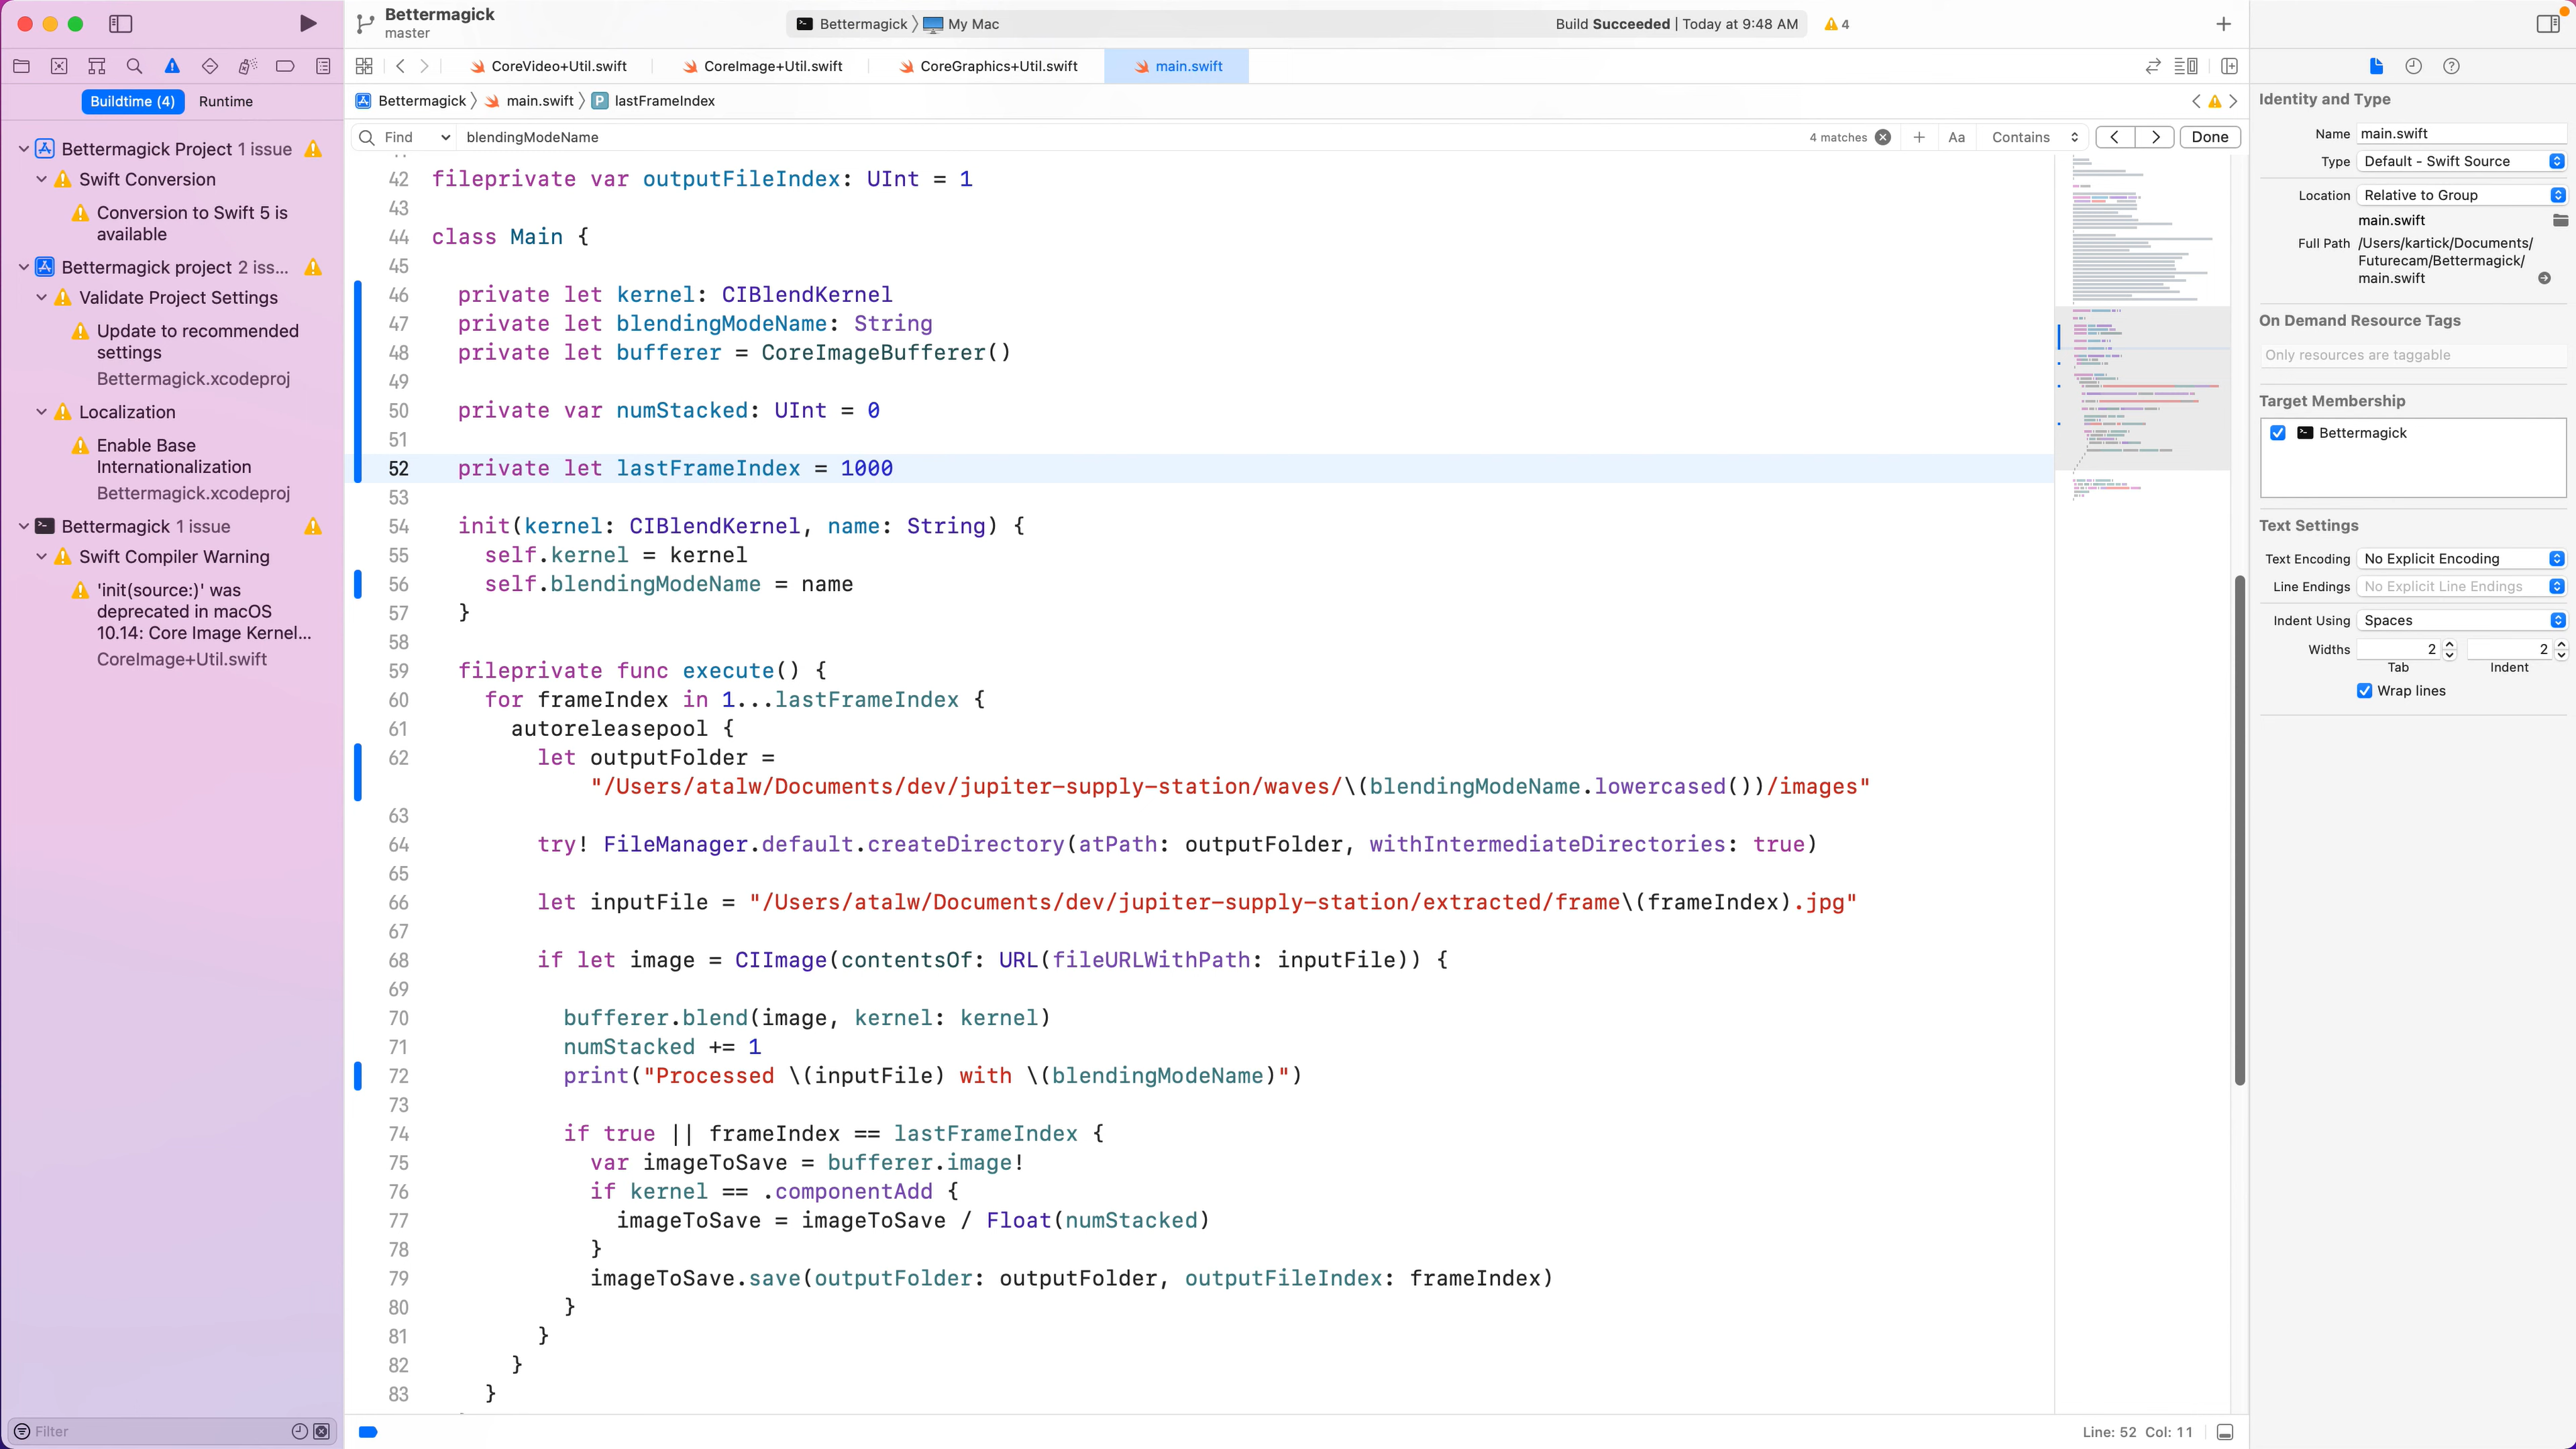 Bettermagick
master
Bettermagick
My Mac
Build Succeeded | Today at 9:48 AM
4
CoreVideo+Util.swift
CoreImage+Util.swift
CoreGraphics+Util.swift
main.swift
Buildtime (4)
Runtime
Bettermagick
main.swift
P
lastFrameIndex
Find
blendingModeName
4 matches
Aa
Contains
Done
Bettermagick Project 1 issue
Swift Conversion
Conversion to Swift 5 is
available
Bettermagick project 2 iss...
Validate Project Settings
Update to recommended
settings
Bettermagick.xcodeproj
Localization
Enable Base
Internationalization
Bettermagick.xcodeproj
Bettermagick 1 issue
Swift Compiler Warning
'init(source:)' was
deprecated in macOS
10.14: Core Image Kernel...
CoreImage+Util.swift
Filter
42 fileprivate var outputFileIndex: UInt = 1
43
44 class Main {
45
46 private let kernel: CIBlendKernel
47 private let blendingModeName: String
48 private let bufferer = CoreImageBufferer()
49
50 private var numStacked: UInt = 0
51
52 private let lastFrameIndex = 1000
53
54 init(kernel: CIBlendKernel, name: String) {
55 self.kernel = kernel
56 self.blendingModeName = name
57 }
58
59 fileprivate func execute() {
60 for frameIndex in 1...lastFrameIndex {
61 autoreleasepool {
62 let outputFolder =
"/Users/atalw/Documents/dev/jupiter-supply-station/waves/\(blendingModeName.lowercased())/images"
63
64 try! FileManager.default.createDirectory(atPath: outputFolder, withIntermediateDirectories: true)
65
66 let inputFile = "/Users/atalw/Documents/dev/jupiter-supply-station/extracted/frame\(frameIndex).jpg"
67
68 if let image = CIImage(contentsOf: URL(fileURLWithPath: inputFile)) {
69
70 bufferer.blend(image, kernel: kernel)
71 numStacked += 1
72 print("Processed \(inputFile) with \(blendingModeName)")
73
74 if true || frameIndex == lastFrameIndex {
75 var imageToSave = bufferer.image!
76 if kernel == .componentAdd {
77 imageToSave = imageToSave / Float(numStacked)
78 }
79 imageToSave.save(outputFolder: outputFolder, outputFileIndex: frameIndex)
80 }
81 }
82 }
83 }
Line: 52 Col: 11
Identity and Type
Name main.swift
Type Default - Swift Source
Location Relative to Group
main.swift
Full Path /Users/kartick/Documents/
Futurecam/Bettermagick/
main.swift
On Demand Resource Tags
Only resources are taggable
Target Membership
Bettermagick
Text Settings
Text Encoding No Explicit Encoding
Line Endings No Explicit Line Endings
Indent Using Spaces
Widths 2 2
Tab Indent
Wrap lines